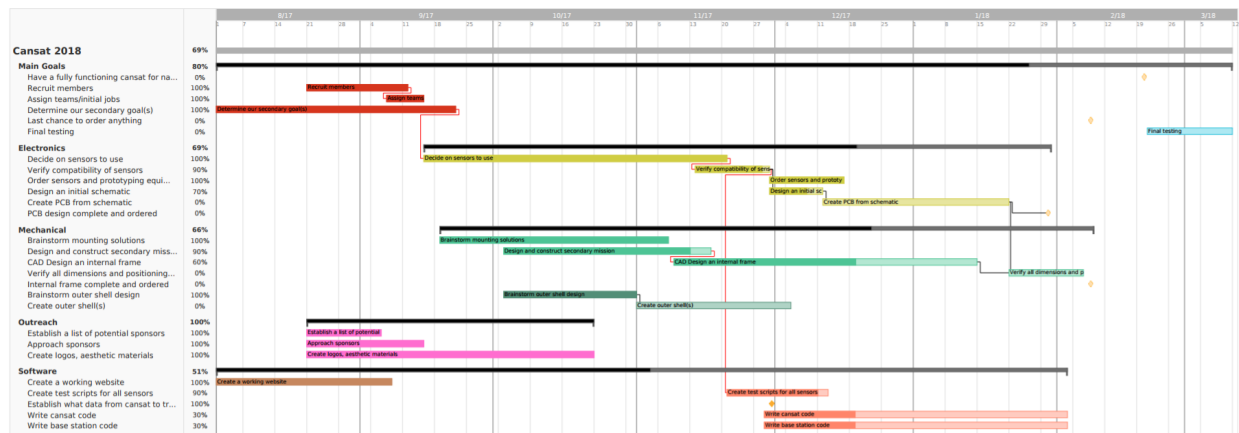 8/17 9/17 10/17 11/17 12/17 1/18 2/18 3/18
7 21 28 4 11 18 2 9 16 23 30 6 13 20 27 4 11 18 25 8 15 22 29 5 12 26 5 12
Cansat 2018 69%
Main Goals 80%
Have a fully functioning cansat for na... 0%
Recruit members 100% Recruit members
Assign teams/initial jobs 100% Assign teams
Determine our secondary goal(s) 100% Determine our secondary goal(s)
Last chance to order anything 0%
Final testing 0% Final testing
Electronics 69%
Decide on sensors to use 100% Decide on sensors to use
Verify compatibility of sensors 90% Verify compatibility of sens
Order sensors and prototyping equi... 100% Order sensors and prototy
Design an initial schematic 70% Design an initial sc
Create PCB from schematic 0% Create PCB from schematic
PCB design complete and ordered 0%
Mechanical 66%
Brainstorm mounting solutions 100% Brainstorm mounting solutions
Design and construct secondary miss... 90% Design and construct secondary mission
CAD Design an internal frame 60% CAD Design an internal frame
Verify all dimensions and positioning... 0% Verify all dimensions and p
Internal frame complete and ordered 0%
Brainstorm outer shell design 100% Brainstorm outer shell design
Create outer shell(s) 0% Create outer shell(s)
Outreach 100%
Establish a list of potential sponsors 100% Establish a list of potential
Approach sponsors 100% Approach sponsors
Create logos, aesthetic materials 100% Create logos, aesthetic materials
Software 51%
Create a working website 100% Create a working website
Create test scripts for all sensors 90% Create test scripts for all sensors
Establish what data from cansat to tr... 100%
Write cansat code 30% Write cansat code
Write base station code 30% Write base station code